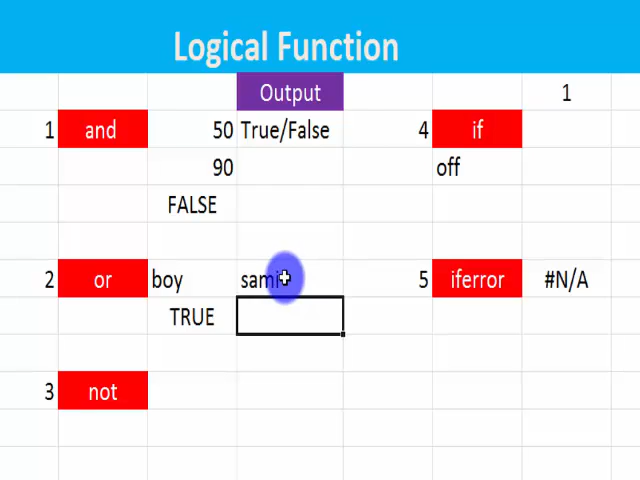 Logical Function
Output 1
1 and 50 True/False 4 if
90 off
FALSE
2 or boy 5 iferror #N/A
TRUE
3 not